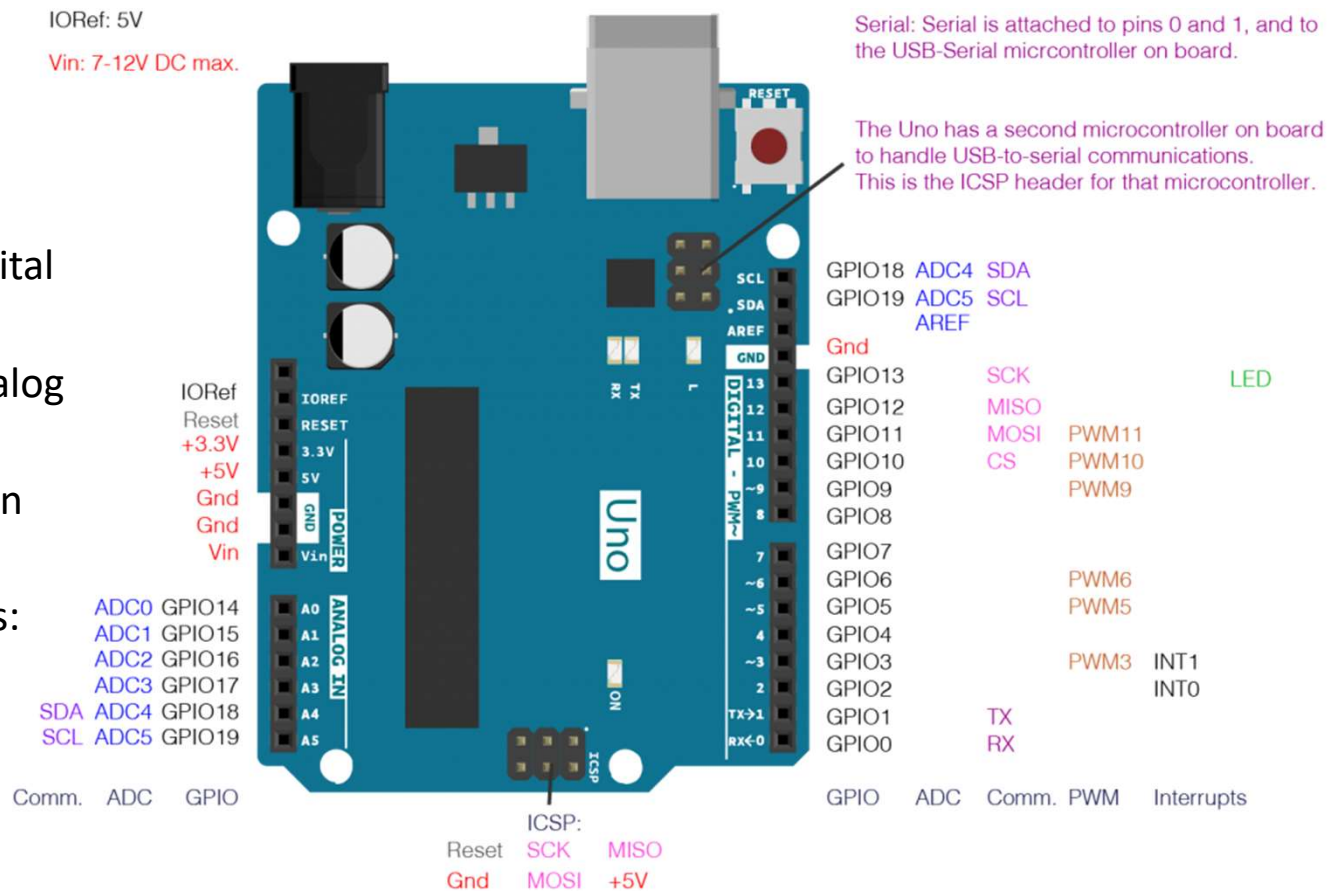 IORef: 5V
Vin: 7-12V DC max.
Serial: Serial is attached to pins 0 and 1, and to
the USB-Serial micrcontroller on board.
The Uno has a second microcontroller on board
to handle USB-to-serial communications.
This is the ICSP header for that microcontroller.
ital
alog
n
s:
RESET
SCL
SDA
AREF
GND
13
12
11
10
~9
8
7
~6
~5
4
~3
2
TX→1
RX←0
DIGITAL - PWM~
RX
TX
L
Uno
ON
ICSP
IOREF
RESET
3.3V
5V
GND
Vin
POWER
A0
A1
A2
A3
A4
A5
ANALOG IN
IORef
Reset
+3.3V
+5V
Gnd
Gnd
Vin
ADC0 GPIO14
ADC1 GPIO15
ADC2 GPIO16
ADC3 GPIO17
SDA ADC4 GPIO18
SCL ADC5 GPIO19
Comm. ADC GPIO
GPIO18 ADC4 SDA
GPIO19 ADC5 SCL
AREF
Gnd
GPIO13 SCK LED
GPIO12 MISO
GPIO11 MOSI PWM11
GPIO10 CS PWM10
GPIO9 PWM9
GPIO8
GPIO7
GPIO6 PWM6
GPIO5 PWM5
GPIO4
GPIO3 PWM3 INT1
GPIO2 INT0
GPIO1 TX
GPIO0 RX
GPIO ADC Comm. PWM Interrupts
ICSP:
Reset SCK MISO
Gnd MOSI +5V